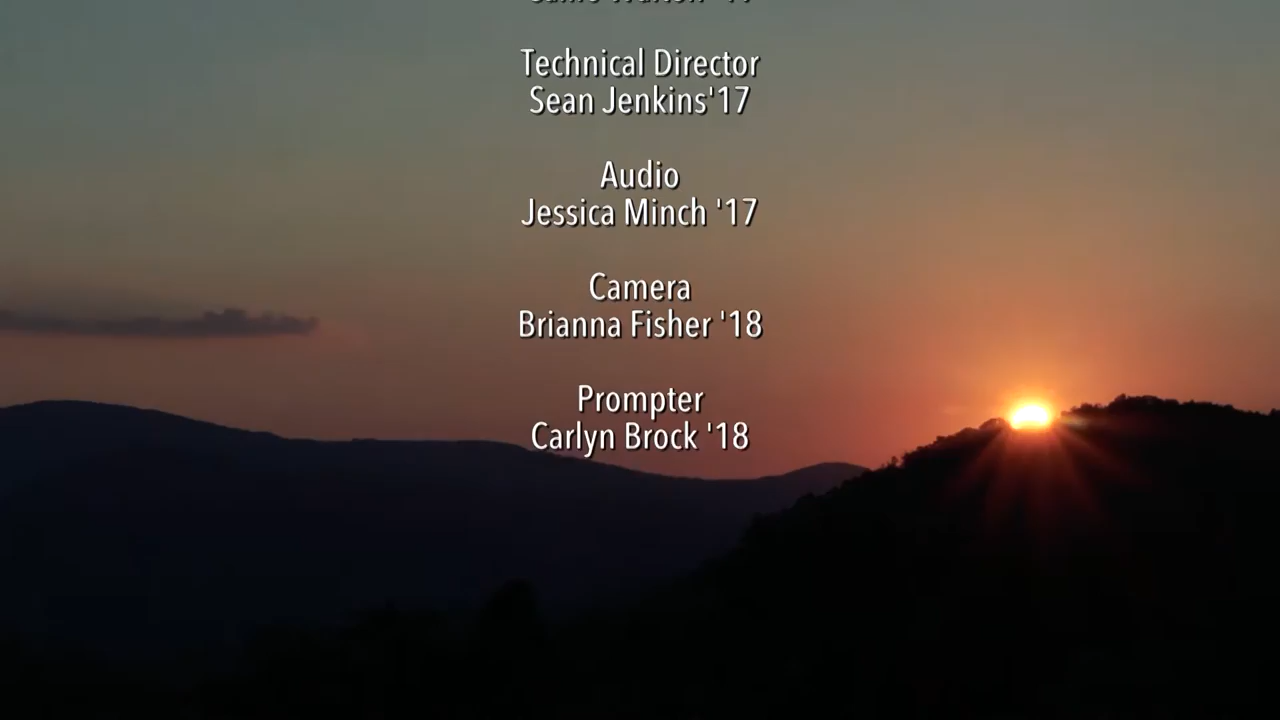 Technical Director
Sean Jenkins'17
Audio
Jessica Minch '17
Camera
Brianna Fisher '18
Prompter
Carlyn Brock '18